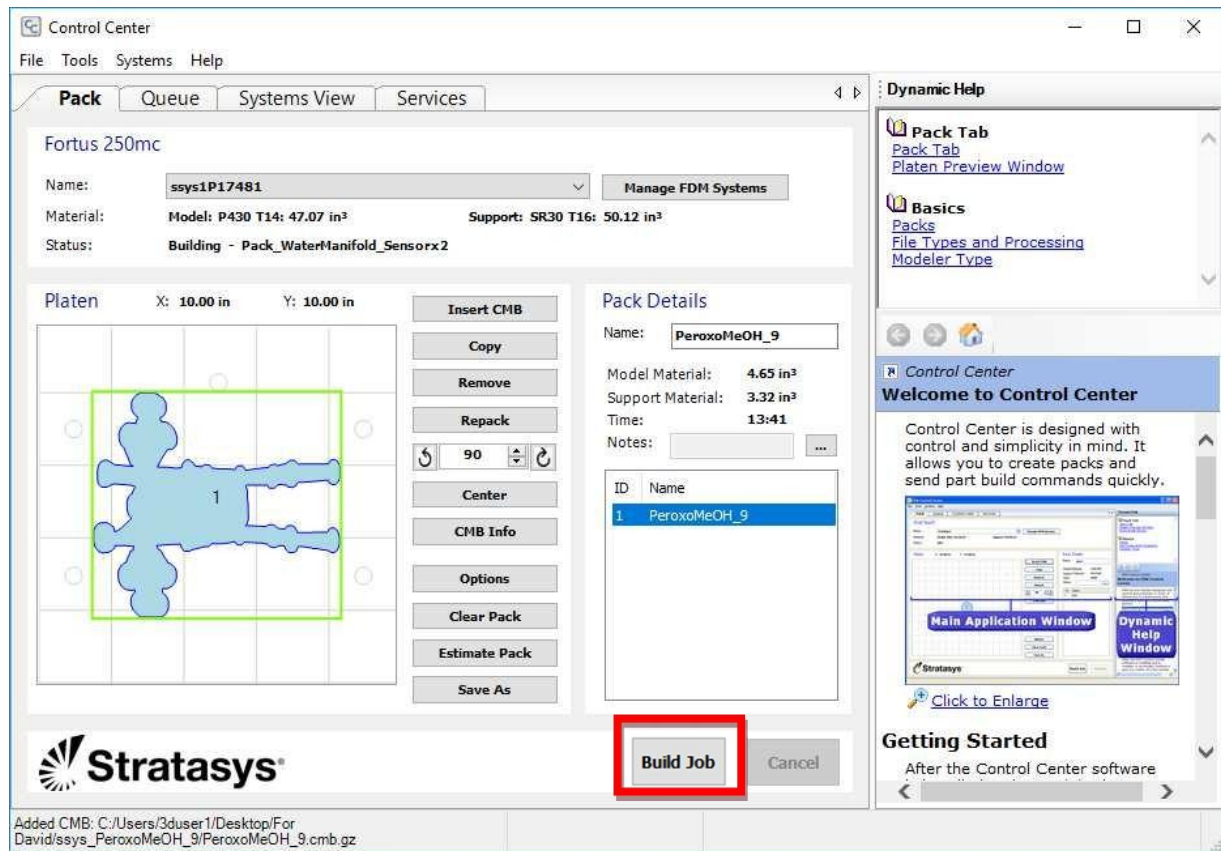 Control Center
File Tools Systems Help
Pack Queue Systems View Services
Fortus 250mc
Name: ssys1P17481 Manage FDM Systems
Material: Model: P430 T14: 47.07 in³ Support: SR30 T16: 50.12 in³
Status: Building - Pack_WaterManifold_Sensorx2
Platen X: 10.00 in Y: 10.00 in
1
Insert CMB
Copy
Remove
Repack
90
Center
CMB Info
Options
Clear Pack
Estimate Pack
Save As
Pack Details
Name: PeroxoMeOH_9
Model Material: 4.65 in³
Support Material: 3.32 in³
Time: 13:41
Notes: ...
ID Name
1 PeroxoMeOH_9
Stratasys
Build Job Cancel
Added CMB: C:/Users/3duser1/Desktop/For
David/ssys_PeroxoMeOH_9/PeroxoMeOH_9.cmb.gz
Dynamic Help
Pack Tab
Pack Tab
Platen Preview Window
Basics
Packs
File Types and Processing
Modeler Type
Control Center
Welcome to Control Center
Control Center is designed with
control and simplicity in mind. It
allows you to create packs and
send part build commands quickly.
Main Application Window
Dynamic
Help
Window
Stratasys
Click to Enlarge
Getting Started
After the Control Center software